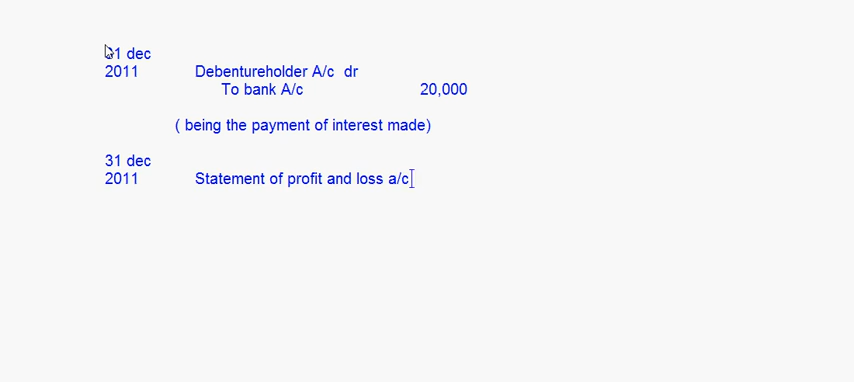 31 dec
2011 Debentureholder A/c dr
To bank A/c 20,000
( being the payment of interest made)
31 dec
2011 Statement of profit and loss a/c